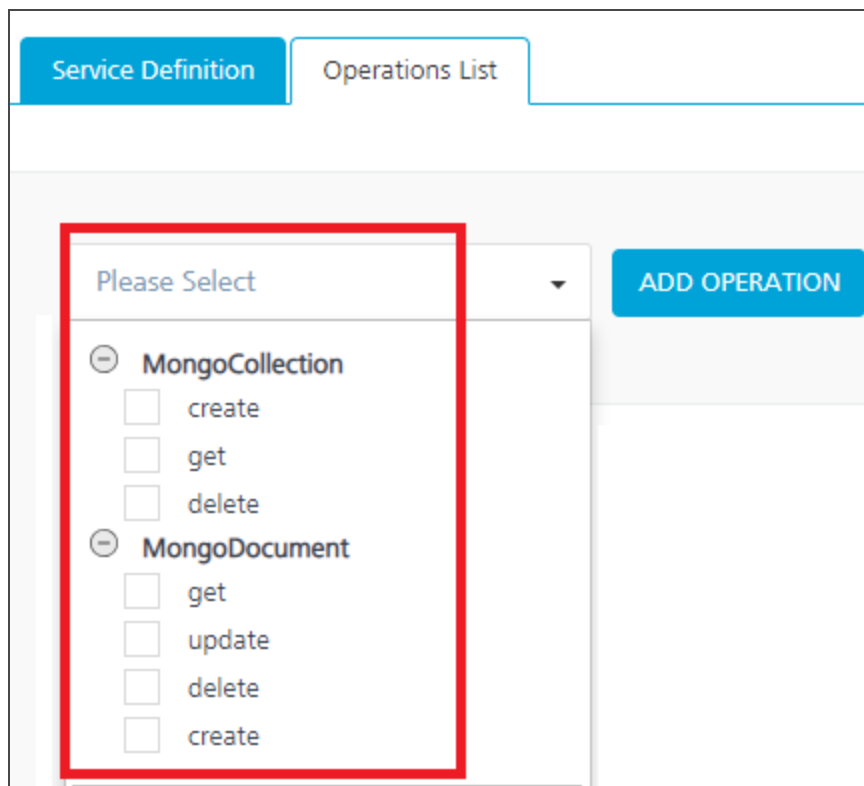 Service Definition
Operations List
Please Select
ADD OPERATION
MongoCollection
create
get
delete
MongoDocument
get
update
delete
create